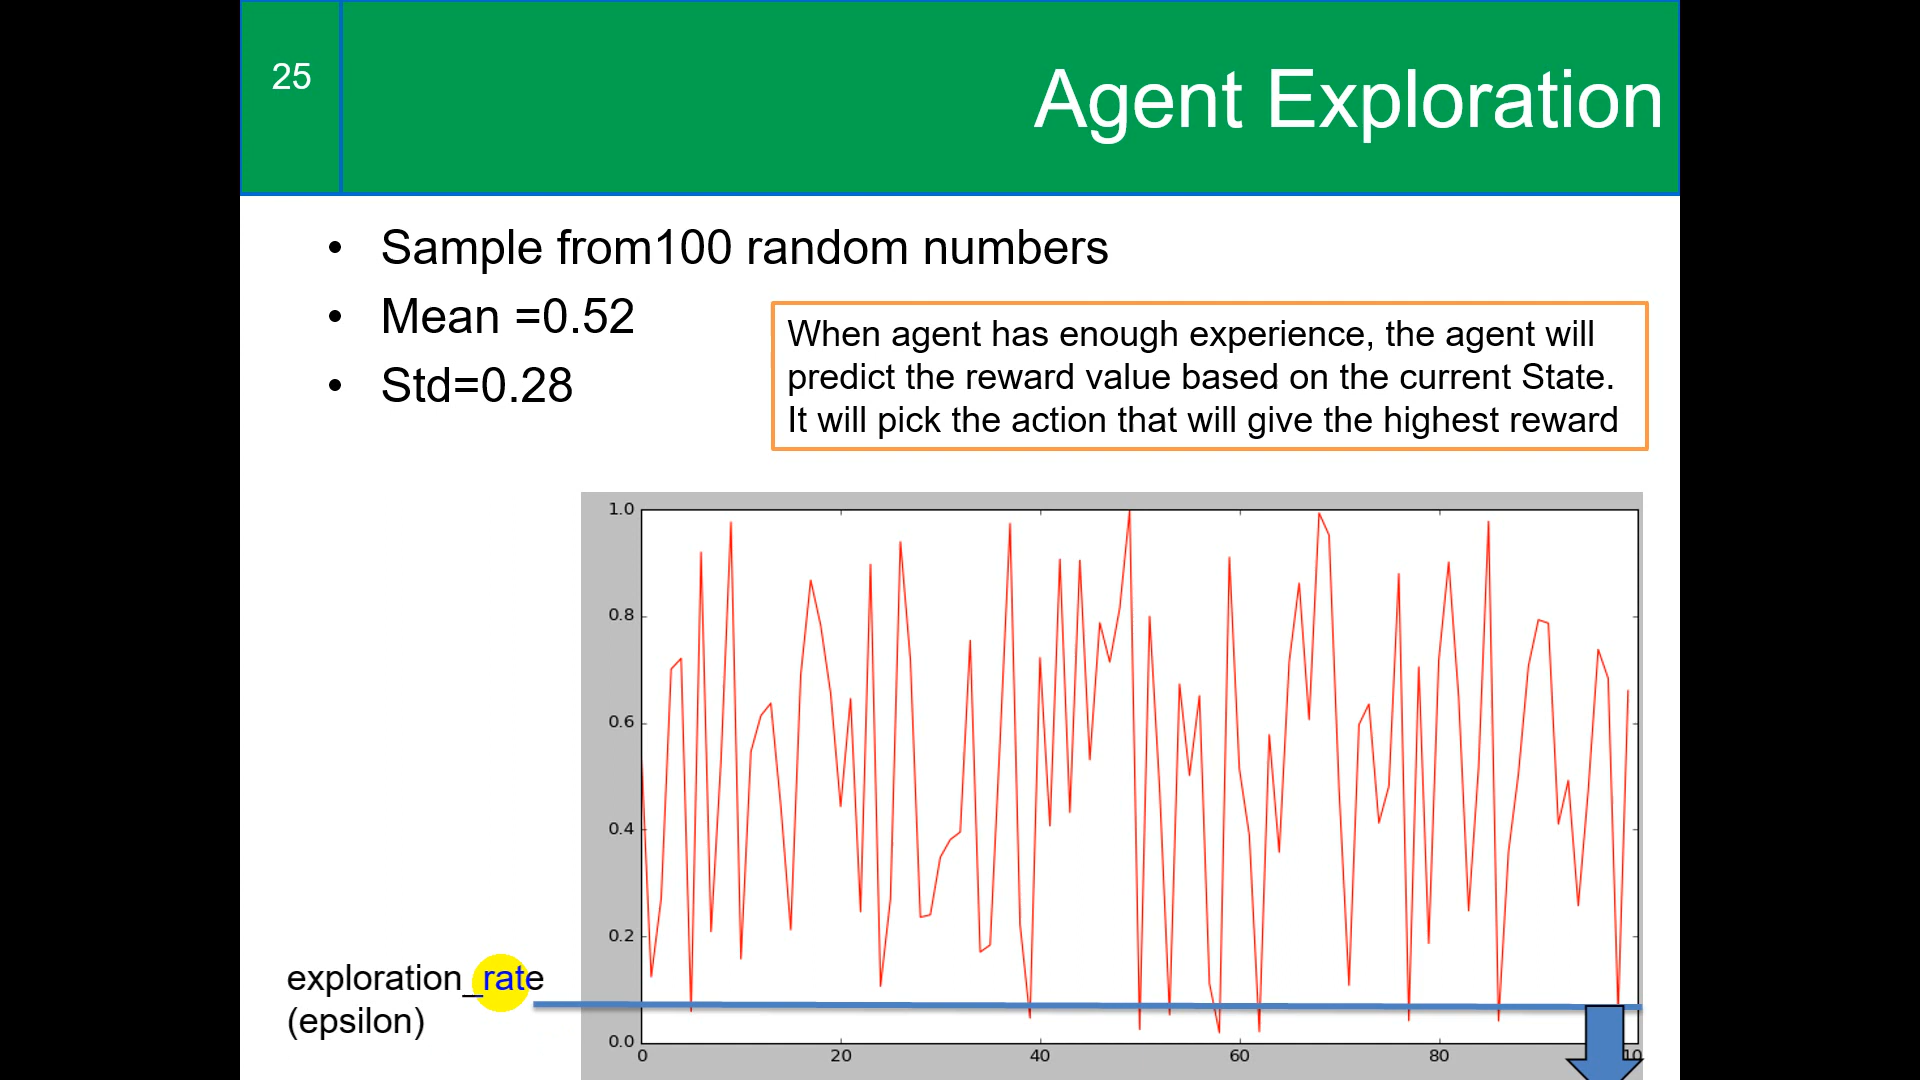 25
Agent Exploration
• Sample from100 random numbers
• Mean =0.52
• Std=0.28
When agent has enough experience, the agent will
predict the reward value based on the current State.
It will pick the action that will give the highest reward
1.0
0.8
0.6
0.4
0.2
0.0
exploration_rate
(epsilon)
0 20 40 60 80 10